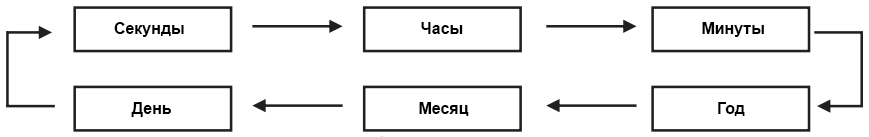 Секунды
Часы
Минуты
День
Месяц
Год